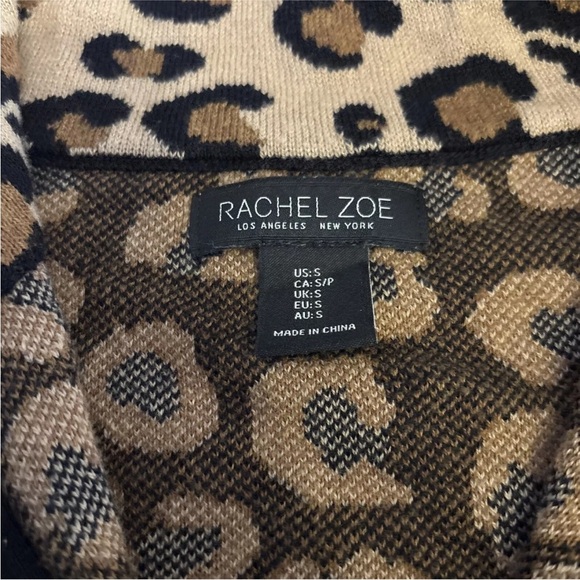 RACHEL ZOE
LOS ANGELES NEW YORK
US: S
CA: S/P
UK: S
EU: S
AU: S
MADE IN CHINA